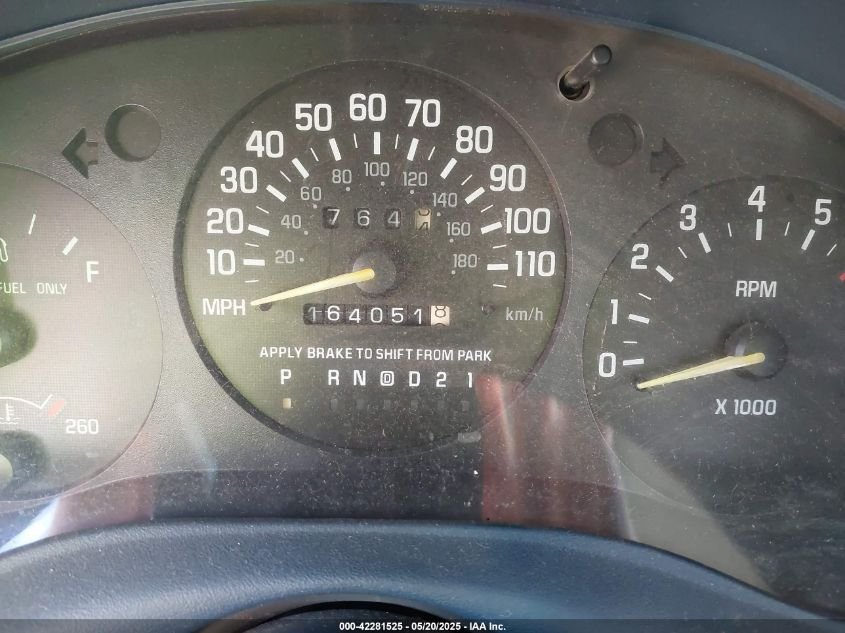 10 20 30 40 50 60 70 80 90 100 110
20 40 60 80 100 120 140 160 180
764
MPH
1640518
km/h
APPLY BRAKE TO SHIFT FROM PARK
P R N D D 2 1
F
FUEL ONLY
260
0 1 2 3 4 5
RPM
X 1000
000-42281525 - 05/20/2025 - IAA Inc.